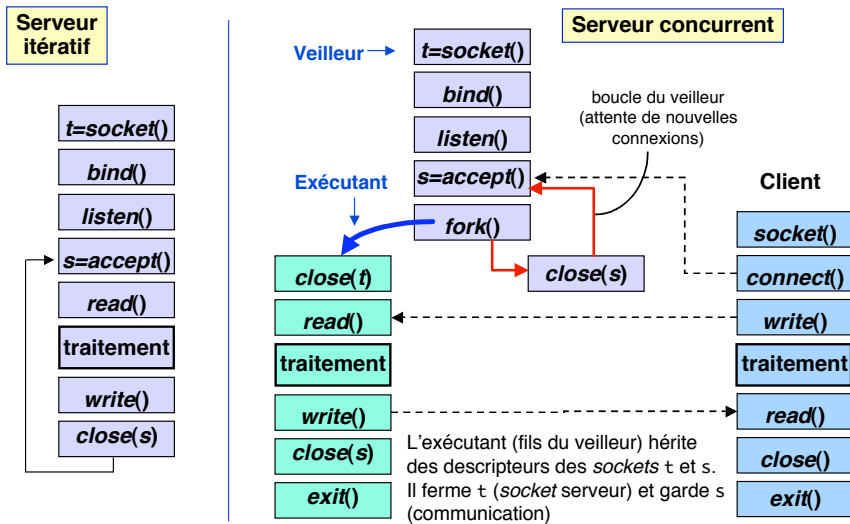 Serveur
itératif
t=socket()
bind()
listen()
s=accept()
read()
traitement
write()
close(s)
Serveur concurrent
Veilleur
t=socket()
bind()
listen()
s=accept()
fork()
close(s)
boucle du veilleur
(attente de nouvelles
connexions)
Exécutant
close(t)
read()
traitement
write()
close(s)
exit()
Client
socket()
connect()
write()
traitement
read()
close()
exit()
L'exécutant (fils du veilleur) hérite
des descripteurs des sockets t et s.
Il ferme t (socket serveur) et garde s
(communication)